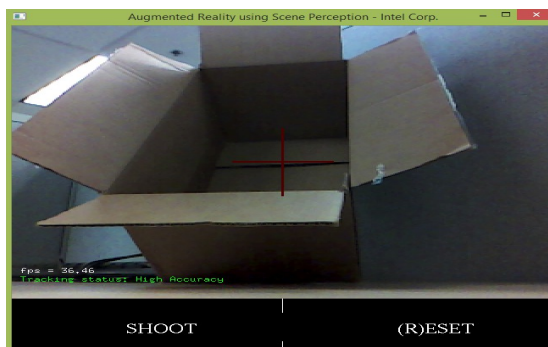 Augmented Reality using Scene Perception - Intel Corp.
fps = 36.46
Tracking status: High Accuracy
SHOOT (R)ESET